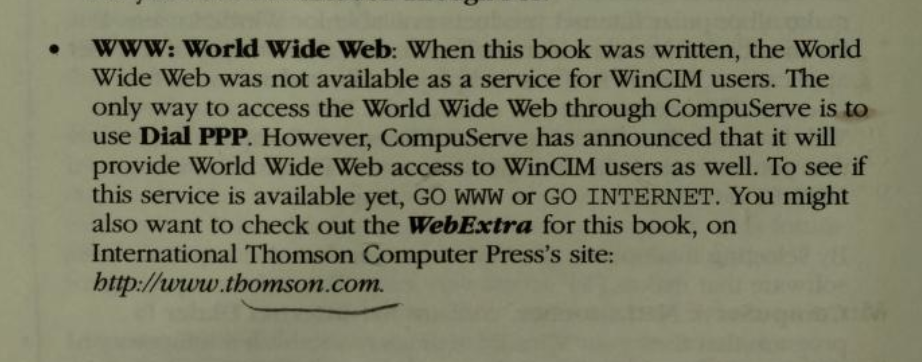 • WWW: World Wide Web: When this book was written, the World
Wide Web was not available as a service for WinCIM users. The
only way to access the World Wide Web through CompuServe is to
use Dial PPP. However, CompuServe has announced that it will
provide World Wide Web access to WinCIM users as well. To see if
this service is available yet, GO WWW or GO INTERNET. You might
also want to check out the WebExtra for this book, on
International Thomson Computer Press's site:
http://www.thomson.com.